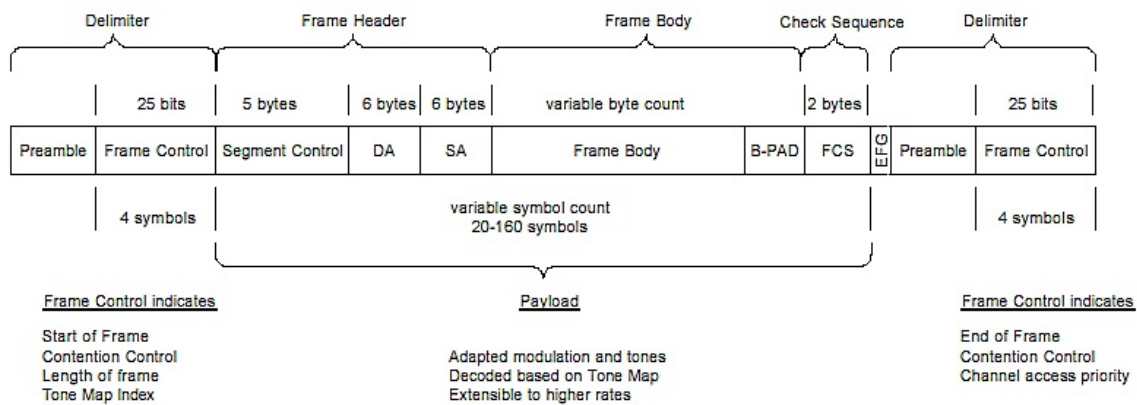 Delimiter Frame Header Frame Body Check Sequence Delimiter
25 bits 5 bytes 6 bytes 6 bytes variable byte count 2 bytes 25 bits
Preamble Frame Control Segment Control DA SA Frame Body B-PAD FCS EFG Preamble Frame Control
4 symbols variable symbol count 4 symbols
20-160 symbols
Frame Control indicates
Start of Frame
Contention Control
Length of frame
Tone Map Index
Payload
Adapted modulation and tones
Decoded based on Tone Map
Extensible to higher rates
Frame Control indicates
End of Frame
Contention Control
Channel access priority